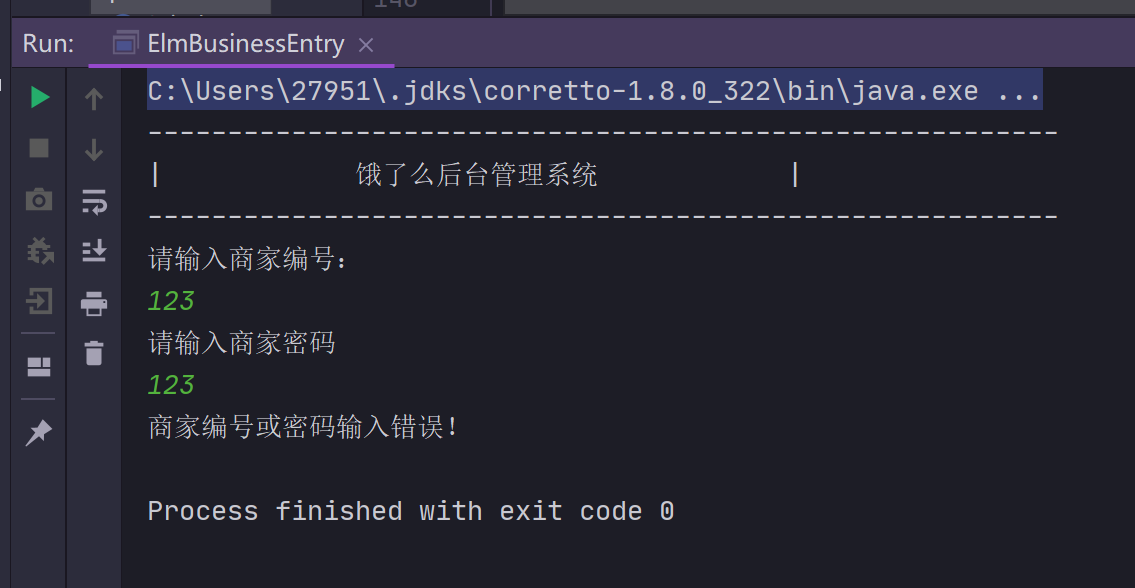 Run: ElmBusinessEntry ×
C:\Users\27951\.jdks\corretto-1.8.0_322\bin\java.exe ...
---------------------------------------------------------
| 饿了么后台管理系统 |
---------------------------------------------------------
请输入商家编号：
123
请输入商家密码
123
商家编号或密码输入错误！
Process finished with exit code 0